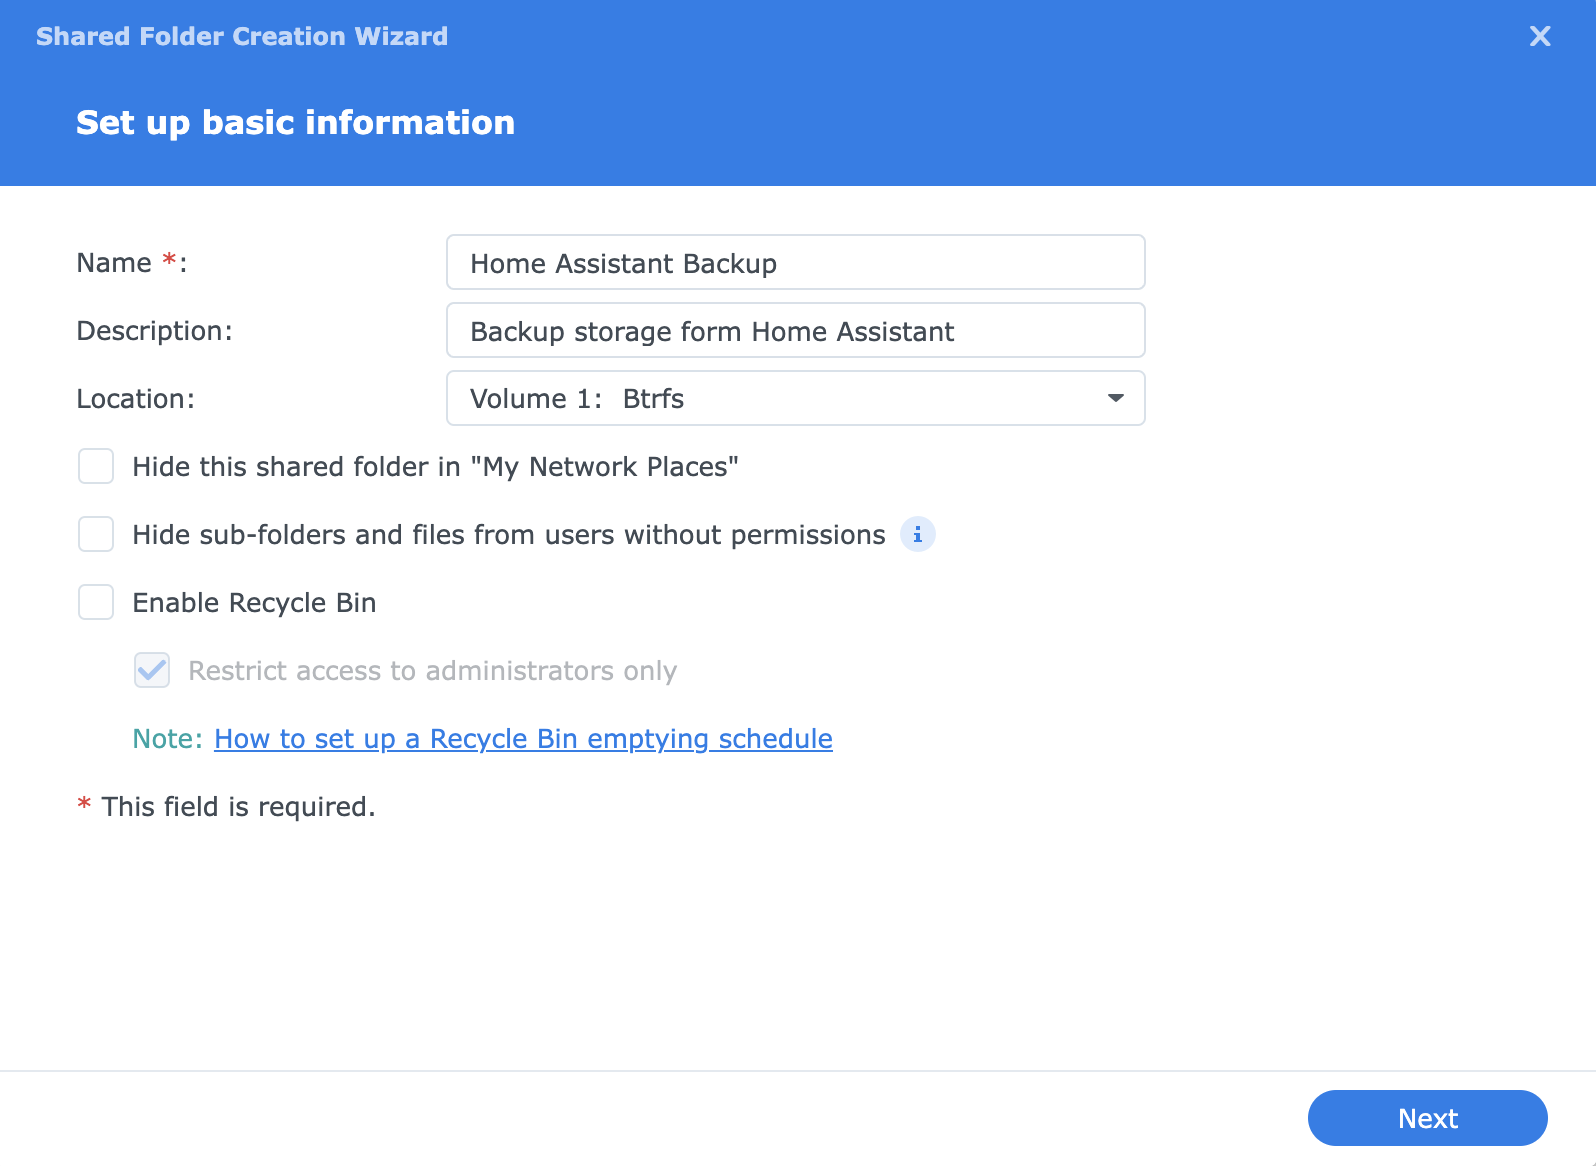 Shared Folder Creation Wizard
Set up basic information
Name *: Home Assistant Backup
Description: Backup storage form Home Assistant
Location: Volume 1: Btrfs
Hide this shared folder in "My Network Places"
Hide sub-folders and files from users without permissions i
Enable Recycle Bin
Restrict access to administrators only
Note: How to set up a Recycle Bin emptying schedule
* This field is required.
Next